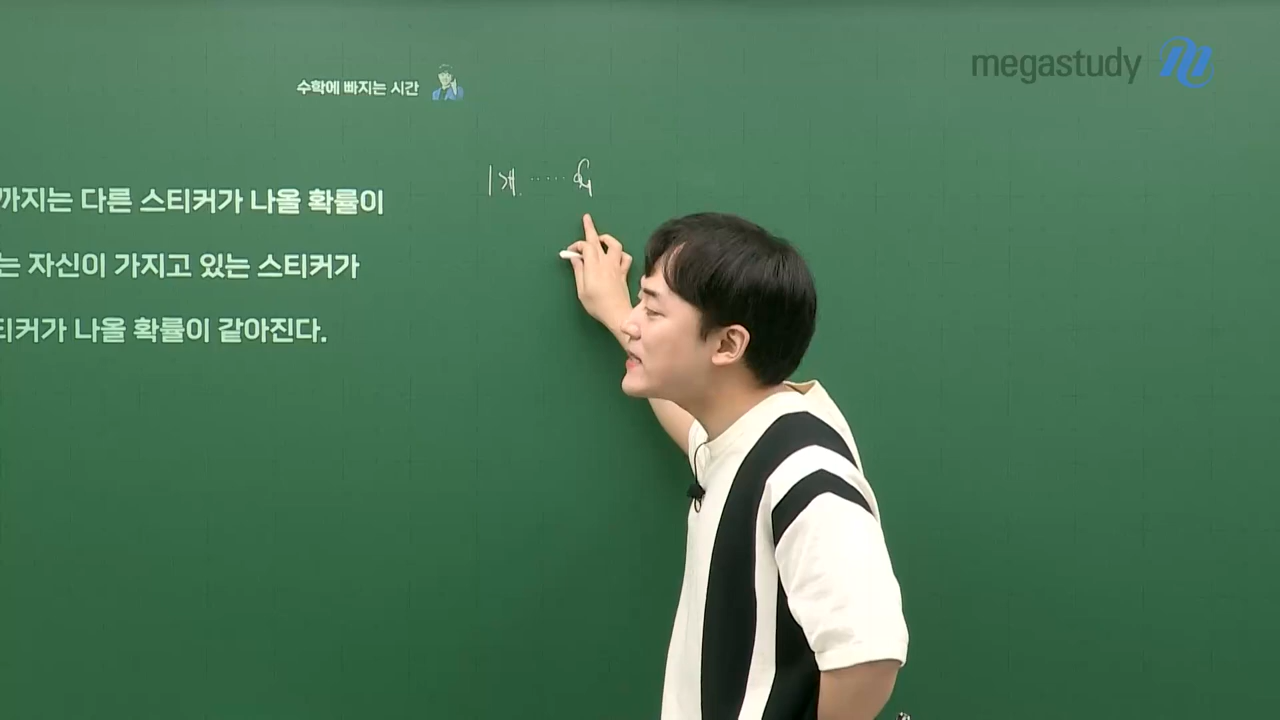 megastudy
수학에 빠지는 시간
1개 ······
까지는 다른 스티커가 나올 확률이
는 자신이 가지고 있는 스티커가
티커가 나올 확률이 같아진다.